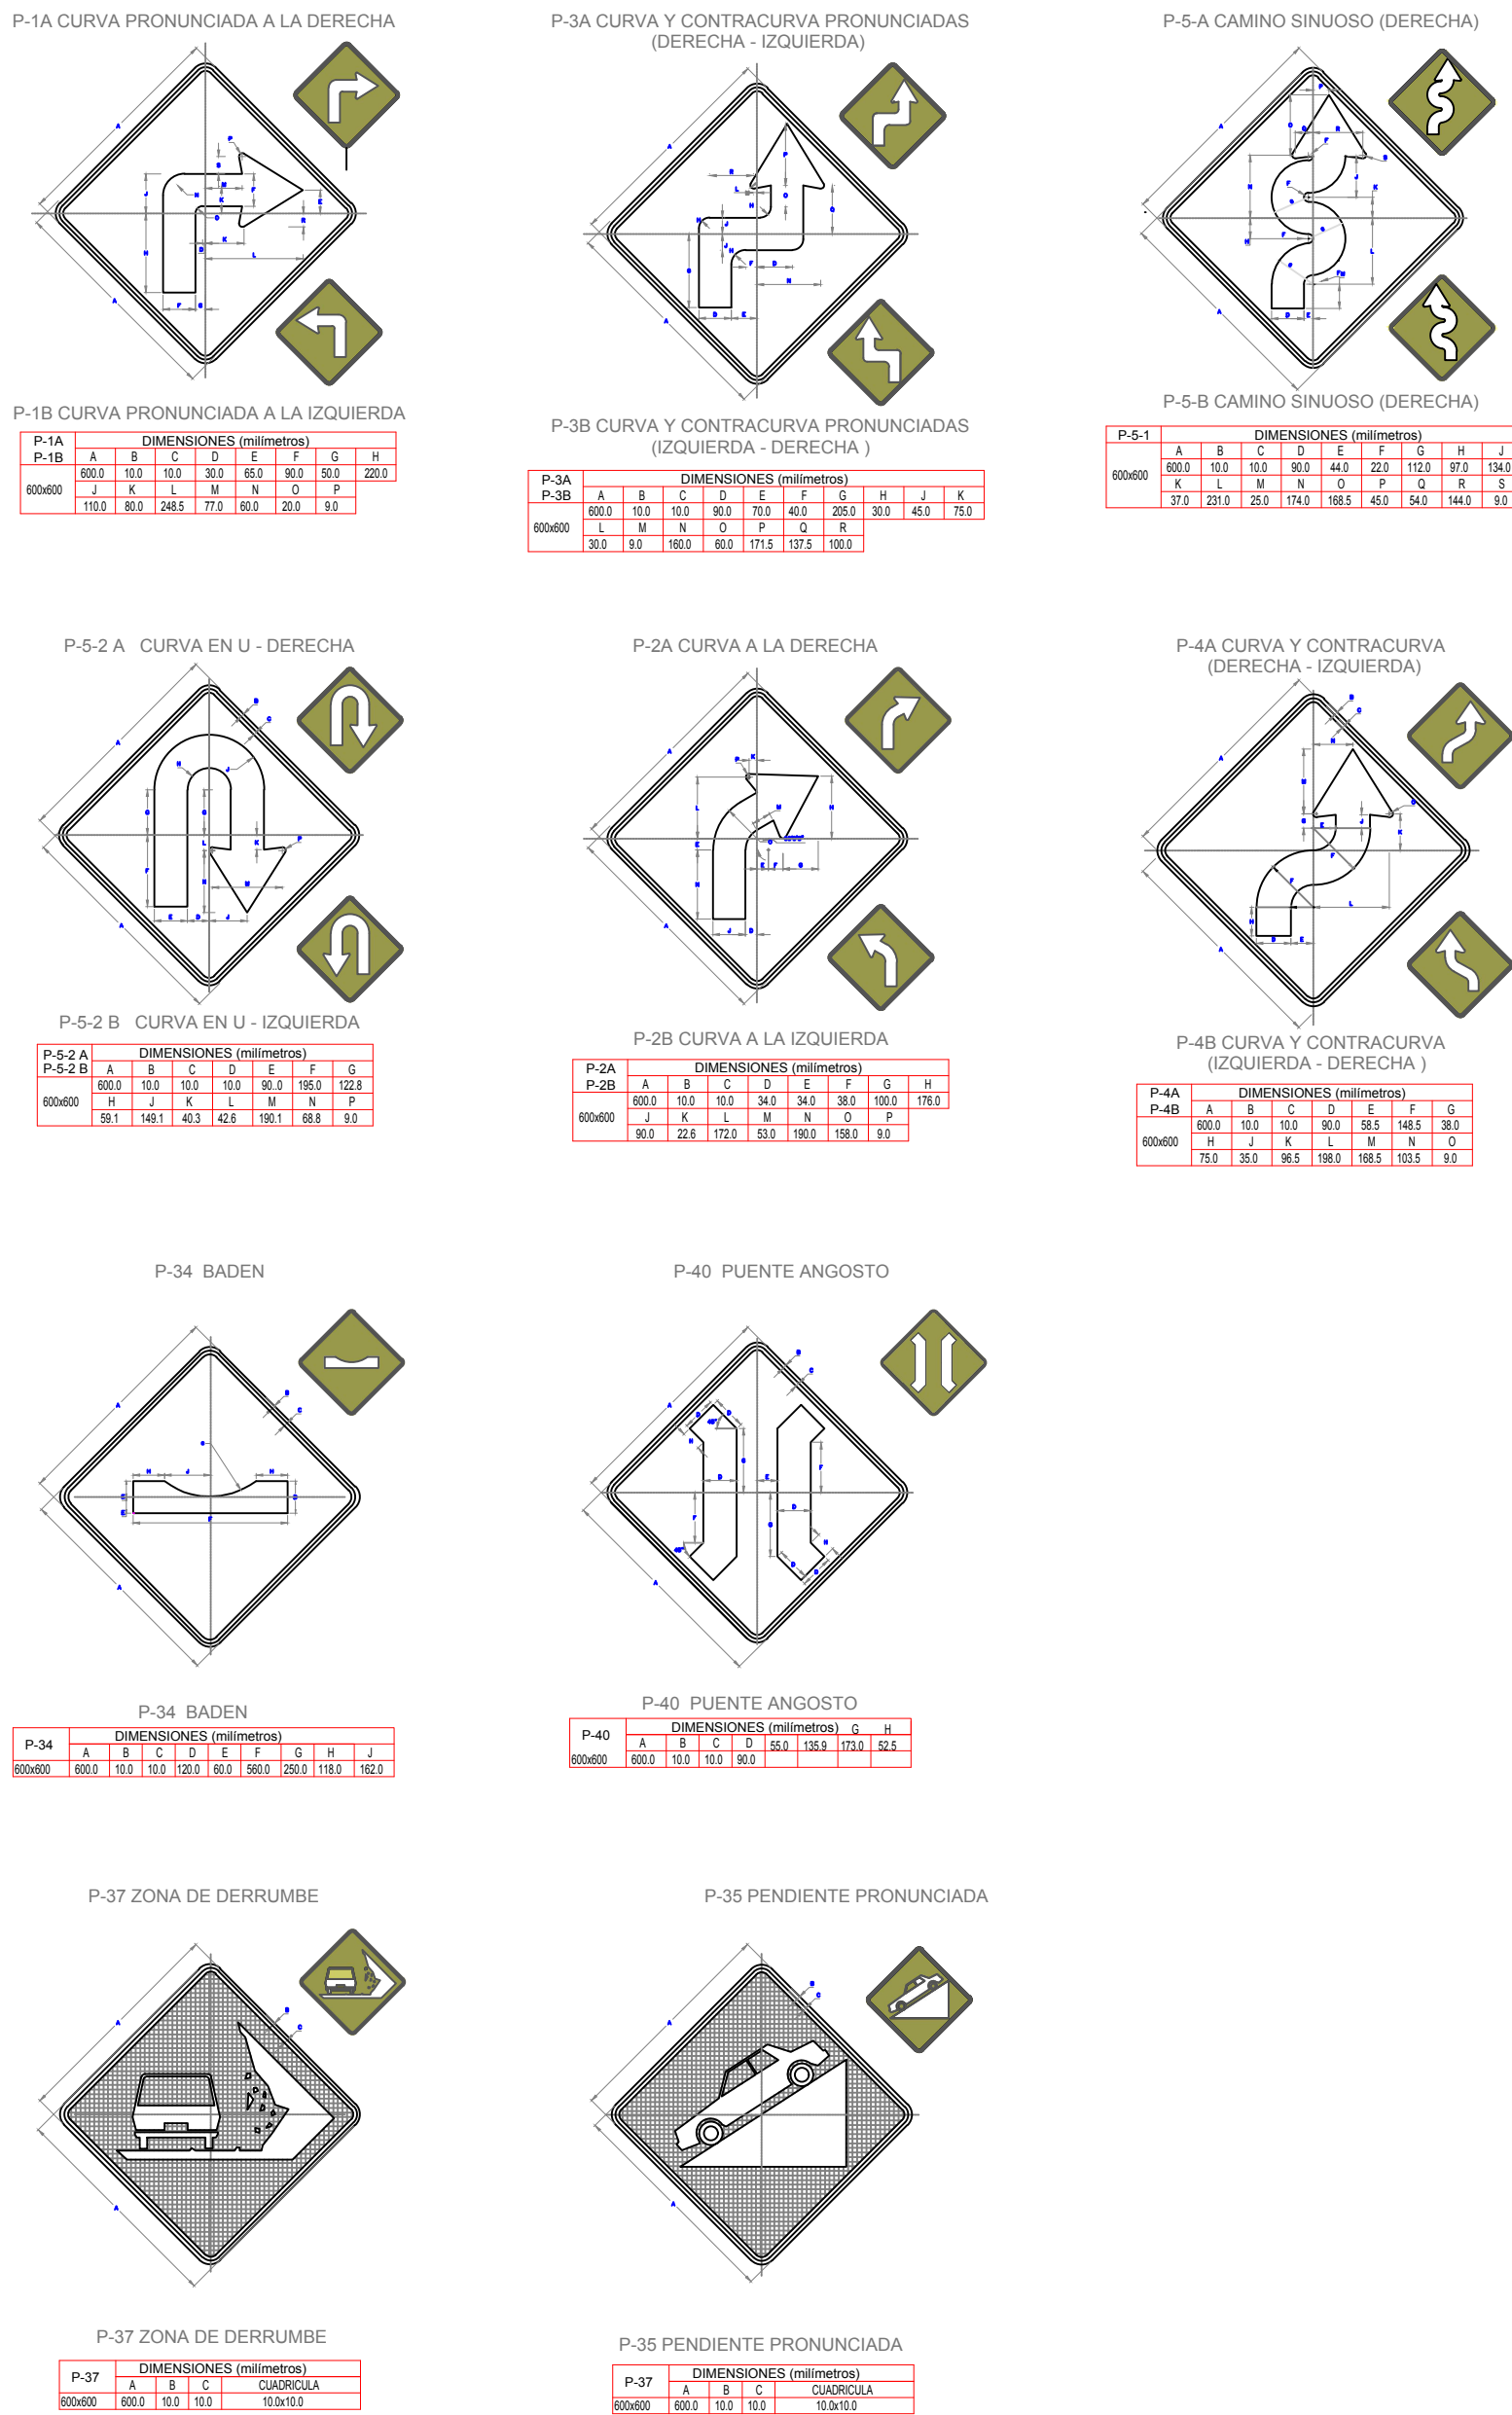 P-1A CURVA PRONUNCIADA A LA DERECHA
P-1B CURVA PRONUNCIADA A LA IZQUIERDA
P-1A DIMENSIONES (milímetros)
P-1B A B C D E F G H
600x600 600.0 10.0 10.0 30.0 65.0 90.0 50.0 220.0
J K L M N O P
110.0 80.0 248.5 77.0 60.0 20.0 9.0
P-3A CURVA Y CONTRACURVA PRONUNCIADAS
(DERECHA - IZQUIERDA)
P-3B CURVA Y CONTRACURVA PRONUNCIADAS
(IZQUIERDA - DERECHA )
P-3A DIMENSIONES (milímetros)
P-3B A B C D E F G H J K
600x600 600.0 10.0 10.0 90.0 70.0 40.0 205.0 30.0 45.0 75.0
L M N O P Q R
30.0 9.0 160.0 60.0 171.5 137.5 100.0
P-5-A CAMINO SINUOSO (DERECHA)
P-5-B CAMINO SINUOSO (DERECHA)
P-5-1 DIMENSIONES (milímetros)
A B C D E F G H J
600x600 600.0 10.0 10.0 90.0 44.0 22.0 112.0 97.0 134.0
K L M N O P Q R S
37.0 231.0 25.0 174.0 168.5 45.0 54.0 144.0 9.0
P-5-2 A CURVA EN U - DERECHA
P-5-2 B CURVA EN U - IZQUIERDA
P-5-2 A DIMENSIONES (milímetros)
P-5-2 B A B C D E F G
600x600 600.0 10.0 10.0 10.0 90..0 195.0 122.8
H J K L M N P
59.1 149.1 40.3 42.6 190.1 68.8 9.0
P-2A CURVA A LA DERECHA
P-2B CURVA A LA IZQUIERDA
P-2A DIMENSIONES (milímetros)
P-2B A B C D E F G H
600x600 600.0 10.0 10.0 34.0 34.0 38.0 100.0 176.0
J K L M N O P
90.0 22.6 172.0 53.0 190.0 158.0 9.0
P-4A CURVA Y CONTRACURVA
(DERECHA - IZQUIERDA)
P-4B CURVA Y CONTRACURVA
(IZQUIERDA - DERECHA )
P-4A DIMENSIONES (milímetros)
P-4B A B C D E F G
600x600 600.0 10.0 10.0 90.0 58.5 148.5 38.0
H J K L M N O
75.0 35.0 96.5 198.0 168.5 103.5 9.0
P-34 BADEN
P-34 BADEN
P-34 DIMENSIONES (milímetros)
A B C D E F G H J
600x600 600.0 10.0 10.0 120.0 60.0 560.0 250.0 118.0 162.0
P-40 PUENTE ANGOSTO
P-40 PUENTE ANGOSTO
P-40 DIMENSIONES (milímetros) G H
A B C D 55.0 135.9 173.0 52.5
600x600 600.0 10.0 10.0 90.0
P-37 ZONA DE DERRUMBE
P-37 ZONA DE DERRUMBE
P-37 DIMENSIONES (milímetros)
A B C CUADRICULA
600x600 600.0 10.0 10.0 10.0x10.0
P-35 PENDIENTE PRONUNCIADA
P-35 PENDIENTE PRONUNCIADA
P-37 DIMENSIONES (milímetros)
A B C CUADRICULA
600x600 600.0 10.0 10.0 10.0x10.0